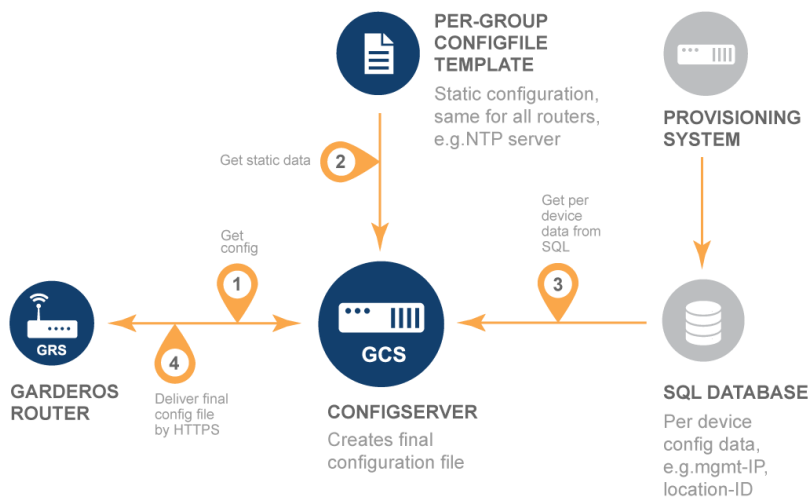 PER-GROUP
CONFIGFILE
TEMPLATE
Static configuration,
same for all routers,
e.g.NTP server
PROVISIONING
SYSTEM
Get static data
2
Get per
device
data from
SQL
Get
config
1
3
GRS
4
GCS
GARDEROS
ROUTER
Deliver final
config file
by HTTPS
CONFIGSERVER
Creates final
configuration file
SQL DATABASE
Per device
config data,
e.g.mgmt-IP,
location-ID